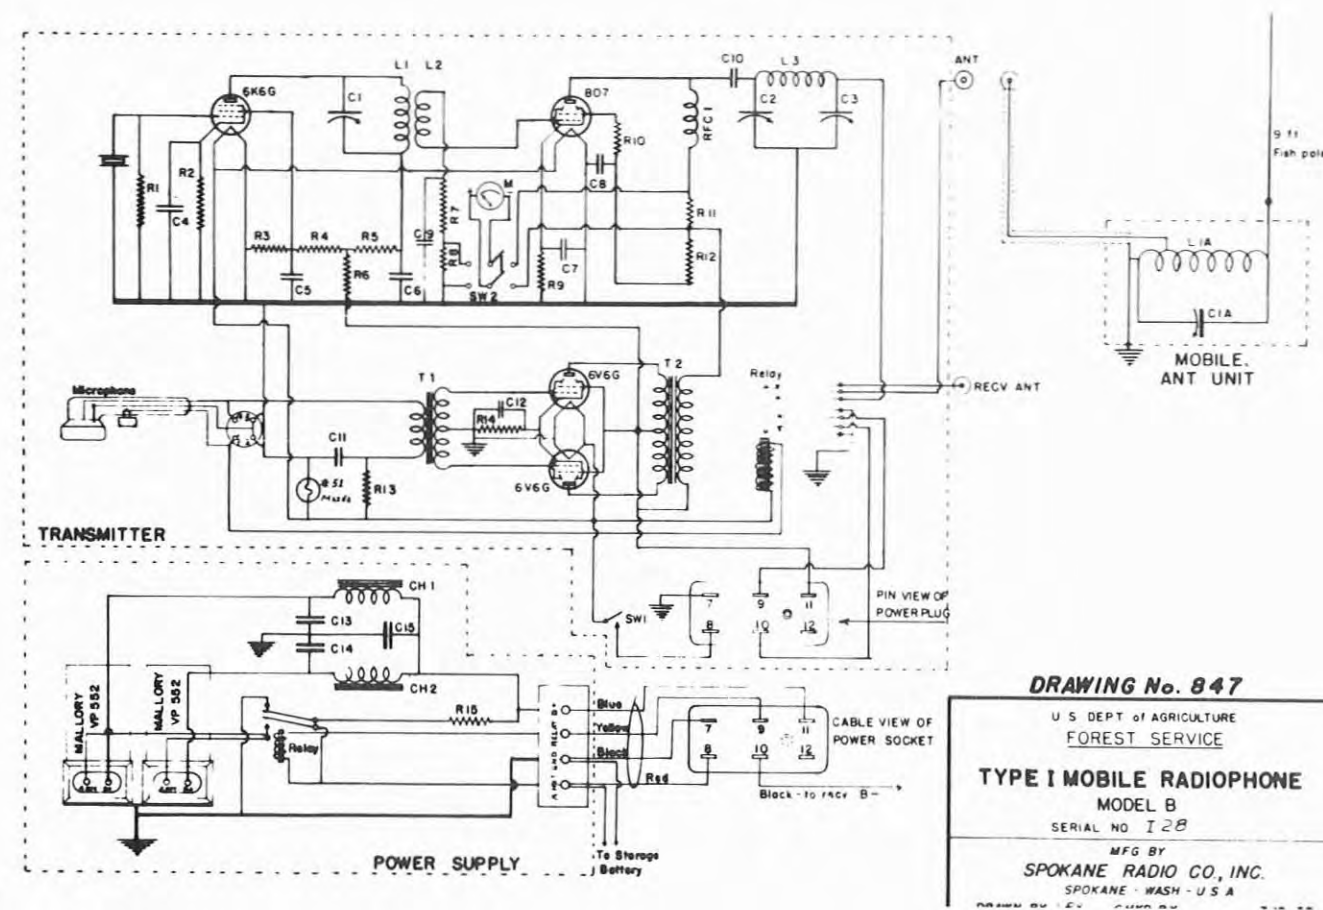 6K6G
C1
L1 L2
807
C10
L3
ANT
C2
C3
RFC1
R10
R1
R2
C4
C8
M
R7
R11
R12
9 ft
Fish pole
R3
R4
R5
R6
C5
C6
C9
R8
SW2
R9
C7
L1A
C1A
MOBILE.
ANT UNIT
Microphone
T1
6V6G
T2
Relay
RECV ANT
C12
R14
C11
R13
6V6G
TRANSMITTER
CH1
C13
C15
C14
CH2
SW1
7 9 11
8 10 12
PIN VIEW OF
POWER PLUG
MALLORY
VP 552
MALLORY
VP 552
R15
Relay
Blue
Yellow
Black
Red
7 9 11
8 10 12
CABLE VIEW OF
POWER SOCKET
Black - to recv B-
To Storage
Battery
POWER SUPPLY
DRAWING No. 847
U S DEPT of AGRICULTURE
FOREST SERVICE
TYPE I MOBILE RADIOPHONE
MODEL B
SERIAL NO I 28
MFG BY
SPOKANE RADIO CO., INC.
SPOKANE - WASH - U S A